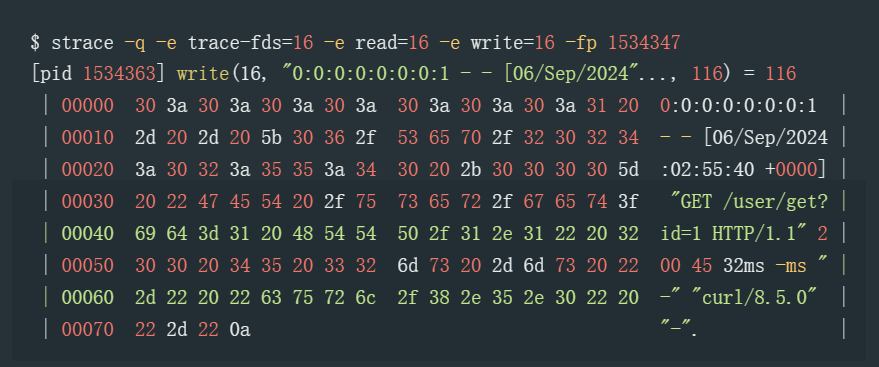 $ strace -q -e trace-fds=16 -e read=16 -e write=16 -fp 1534347
[pid 1534363] write(16, "0:0:0:0:0:0:0:1 - - [06/Sep/2024"..., 116) = 116
| 00000  30 3a 30 3a 30 3a 30 3a  30 3a 30 3a 30 3a 31 20  0:0:0:0:0:0:0:1  |
| 00010  2d 20 2d 20 5b 30 36 2f  53 65 70 2f 32 30 32 34  - - [06/Sep/2024 |
| 00020  3a 30 32 3a 35 35 3a 34  30 20 2b 30 30 30 30 5d  :02:55:40 +0000] |
| 00030  20 22 47 45 54 20 2f 75  73 65 72 2f 67 65 74 3f   "GET /user/get? |
| 00040  69 64 3d 31 20 48 54 54  50 2f 31 2e 31 22 20 32  id=1 HTTP/1.1" 2 |
| 00050  30 30 20 34 35 20 33 32  6d 73 20 2d 6d 73 20 22  00 45 32ms -ms " |
| 00060  2d 22 20 22 63 75 72 6c  2f 38 2e 35 2e 30 22 20  -" "curl/8.5.0"  |
| 00070  22 2d 22 0a                                       "-".             |